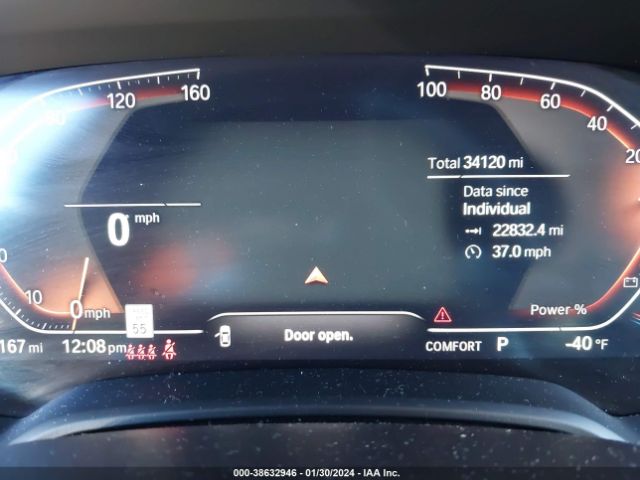 120 160
100 80 60 40 20
Total 34120 mi
Data since
Individual
22832.4 mi
37.0 mph
0 mph
10
0 mph
55
Power %
Door open.
167 mi 12:08 pm
COMFORT P -40 °F
000-38632946 - 01/30/2024 - IAA Inc.